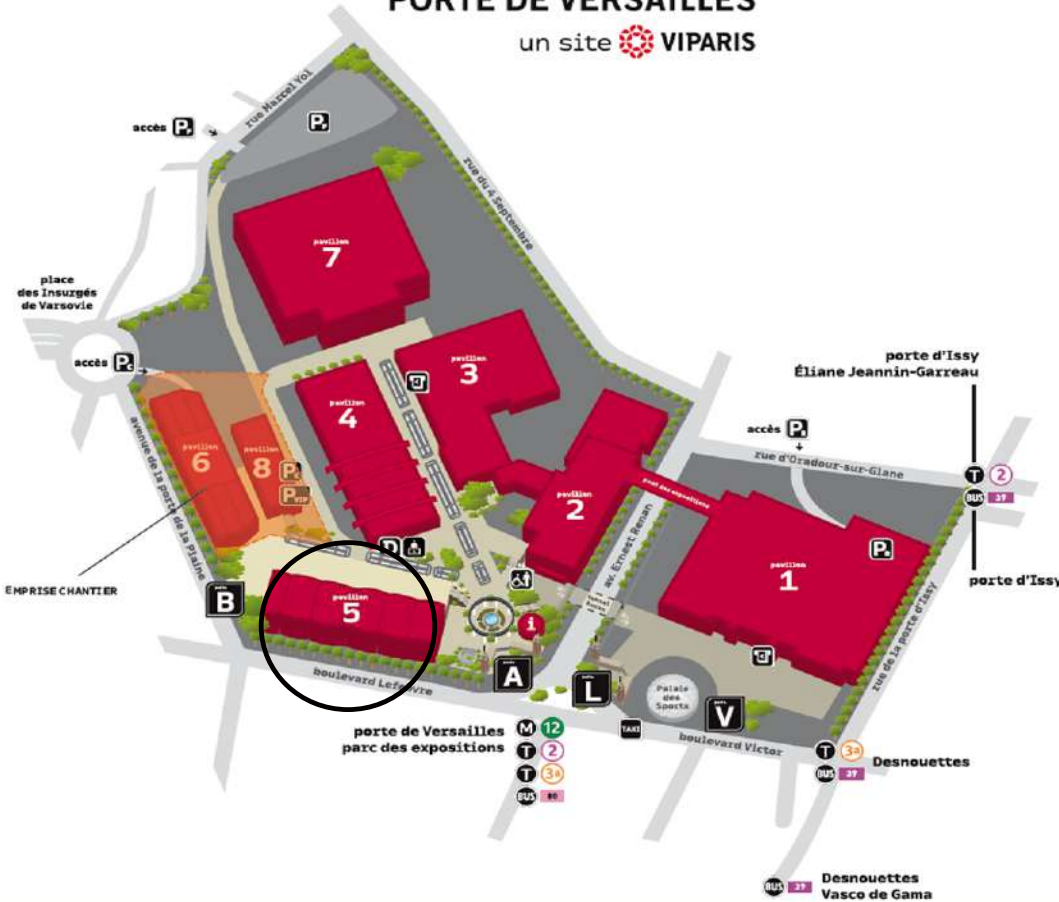 PORTE DE VERSAILLES
un site VIPARIS
rue Marcel Yol
accès P
P
rue du 4 Septembre
pavillon
7
place
des Insurgés
de Varsovie
accès P
pavillon
3
pavillon
4
porte d'Issy
Éliane Jeannin-Garreau
accès P
rue d'Oradour-sur-Glane
T 2
BUS 39
avenue de la porte de la Plaine
pavillon
6
pavillon
8
P
P VIP
pont des expositions
pavillon
2
av. Ernest Renan
pavillon
1
P
porte d'Issy
EMPRISE CHANTIER
B
pavillon
5
i
rue de la porte d'Issy
A
L
Palais
des
Sports
V
boulevard Lefebvre
TAXI
boulevard Victor
porte de Versailles M 12
parc des expositions T 2
T 3a
BUS 80
T 3a Desnouettes
BUS 39
BUS 39 Desnouettes
Vasco de Gama